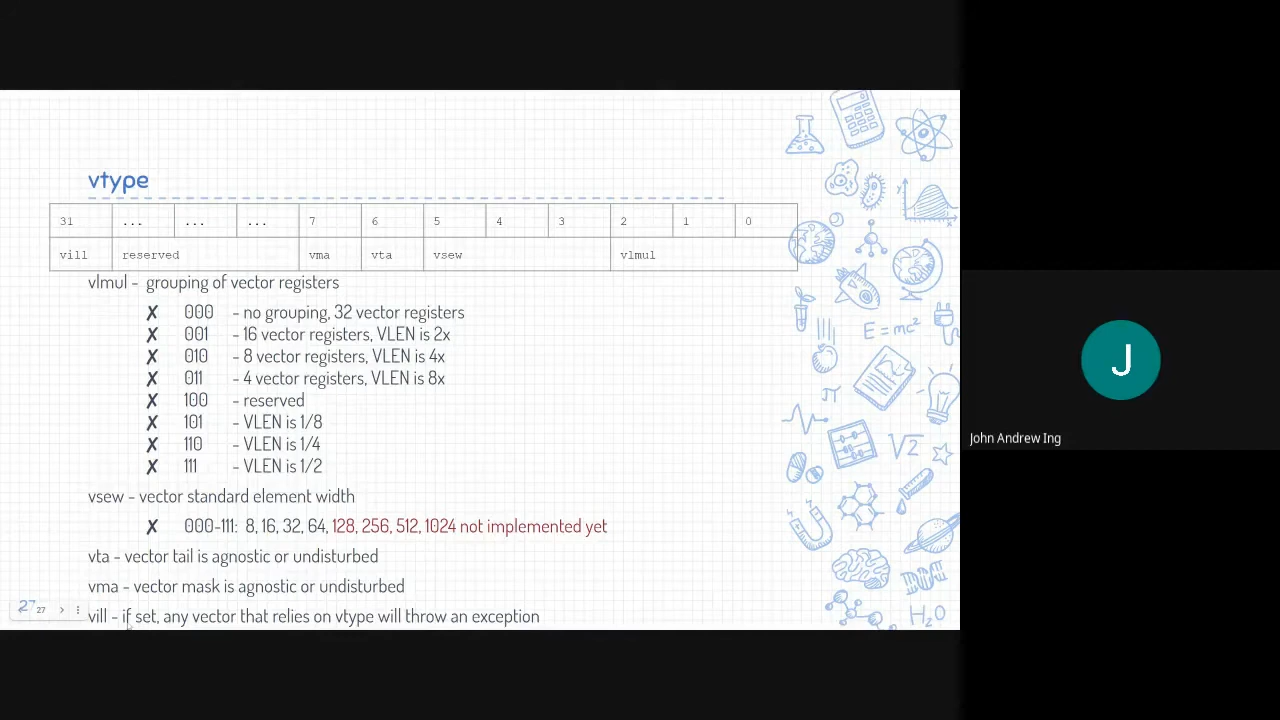 vtype
31 ... ... ... 7 6 5 4 3 2 1 0
vill reserved vma vta vsew vlmul
vlmul - grouping of vector registers
✗ 000 - no grouping, 32 vector registers
✗ 001 - 16 vector registers, VLEN is 2x
✗ 010 - 8 vector registers, VLEN is 4x
✗ 011 - 4 vector registers, VLEN is 8x
✗ 100 - reserved
✗ 101 - VLEN is 1/8
✗ 110 - VLEN is 1/4
✗ 111 - VLEN is 1/2
vsew - vector standard element width
✗ 000-111: 8, 16, 32, 64, 128, 256, 512, 1024 not implemented yet
vta - vector tail is agnostic or undisturbed
vma - vector mask is agnostic or undisturbed
vill - if set, any vector that relies on vtype will throw an exception
27
27
E=mc²
π
√2
H₂O
y
x
J
John Andrew Ing